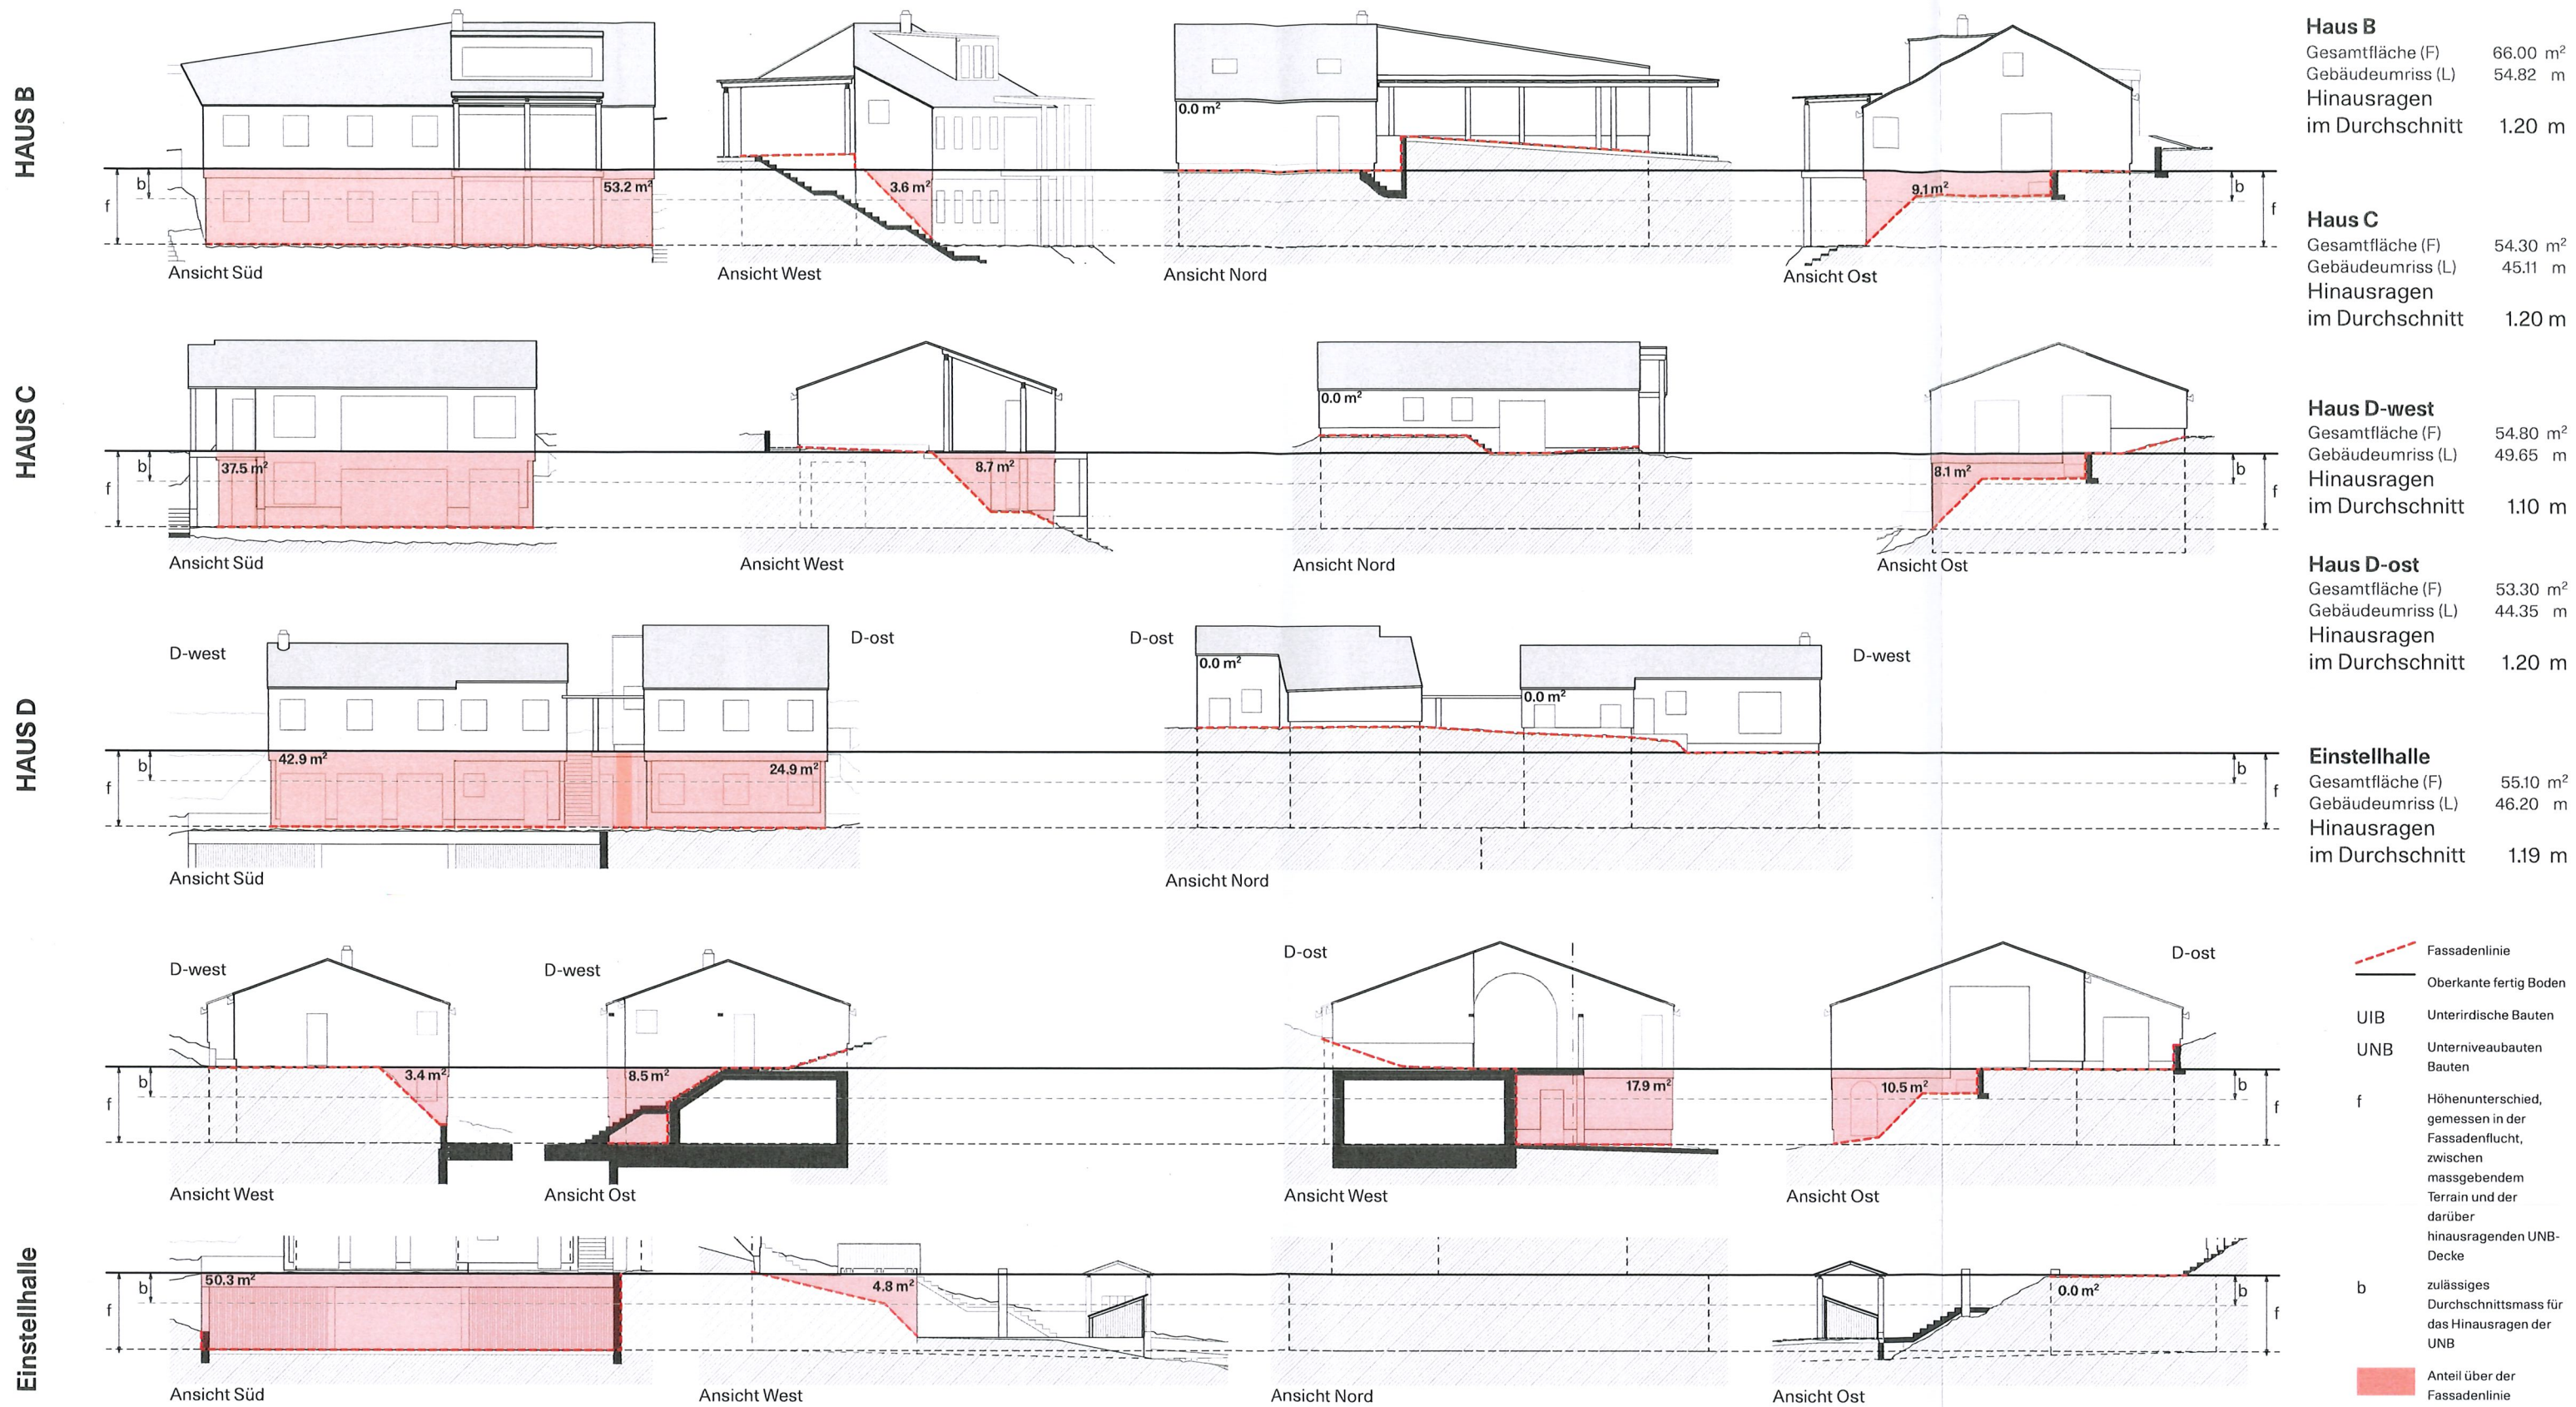 HAUS B
53.2 m²
b
f
Ansicht Süd
3.6 m²
Ansicht West
0.0 m²
Ansicht Nord
9.1 m²
b
f
Ansicht Ost
Haus B
Gesamtfläche (F) 66.00 m²
Gebäudeumriss (L) 54.82 m
Hinausragen
im Durchschnitt 1.20 m
HAUS C
37.5 m²
b
f
Ansicht Süd
8.7 m²
Ansicht West
0.0 m²
Ansicht Nord
8.1 m²
b
f
Ansicht Ost
Haus C
Gesamtfläche (F) 54.30 m²
Gebäudeumriss (L) 45.11 m
Hinausragen
im Durchschnitt 1.20 m
HAUS D
D-west
D-ost
42.9 m²
24.9 m²
b
f
Ansicht Süd
D-ost
D-west
0.0 m²
0.0 m²
b
f
Ansicht Nord
Haus D-west
Gesamtfläche (F) 54.80 m²
Gebäudeumriss (L) 49.65 m
Hinausragen
im Durchschnitt 1.10 m
Haus D-ost
Gesamtfläche (F) 53.30 m²
Gebäudeumriss (L) 44.35 m
Hinausragen
im Durchschnitt 1.20 m
Einstellhalle
Gesamtfläche (F) 55.10 m²
Gebäudeumriss (L) 46.20 m
Hinausragen
im Durchschnitt 1.19 m
D-west
3.4 m²
b
f
Ansicht West
D-west
8.5 m²
Ansicht Ost
D-ost
17.9 m²
Ansicht West
D-ost
10.5 m²
b
f
Ansicht Ost
Einstellhalle
50.3 m²
b
f
Ansicht Süd
4.8 m²
Ansicht West
Ansicht Nord
0.0 m²
b
f
Ansicht Ost
Fassadenlinie
Oberkante fertig Boden
UIB Unterirdische Bauten
UNB Unterniveaubauten
Bauten
f Höhenunterschied,
gemessen in der
Fassadenflucht,
zwischen
massgebendem
Terrain und der
darüber
hinausragenden UNB-
Decke
b zulässiges
Durchschnittsmass für
das Hinausragen der
UNB
Anteil über der
Fassadenlinie